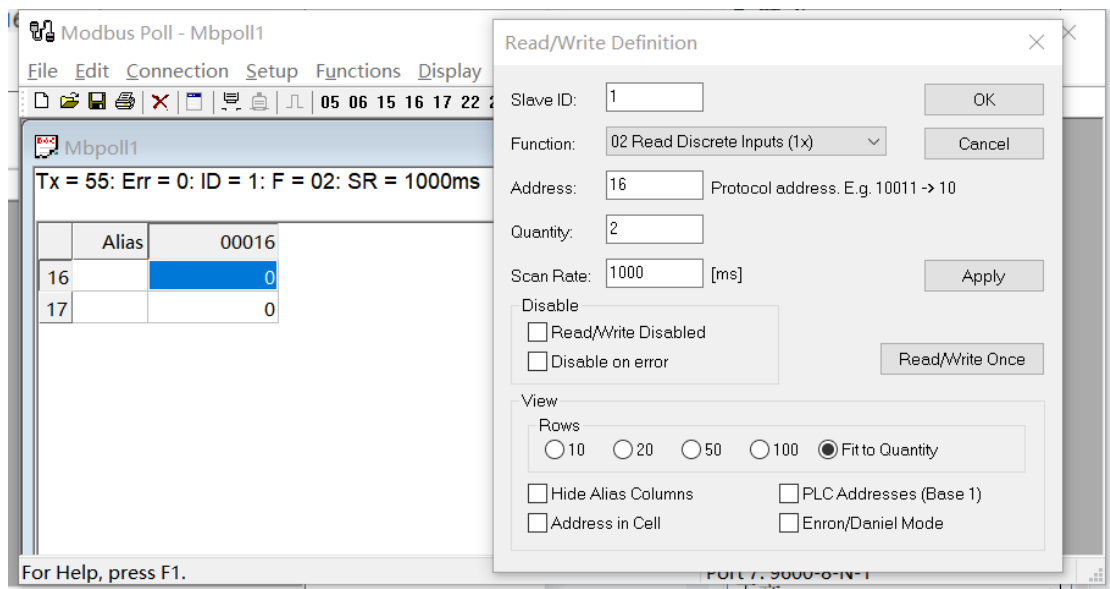 Modbus Poll - Mbpoll1
File Edit Connection Setup Functions Display
05 06 15 16 17 22
Mbpoll1
Tx = 55: Err = 0: ID = 1: F = 02: SR = 1000ms
Alias 00016
16 0
17 0
For Help, press F1.
Port 7: 9600-8-N-1
Read/Write Definition
Slave ID: 1 OK
Function: 02 Read Discrete Inputs (1x) Cancel
Address: 16 Protocol address. E.g. 10011 -> 10
Quantity: 2
Scan Rate: 1000 [ms] Apply
Disable
Read/Write Disabled
Disable on error
Read/Write Once
View
Rows
10 20 50 100 Fit to Quantity
Hide Alias Columns PLC Addresses (Base 1)
Address in Cell Enron/Daniel Mode